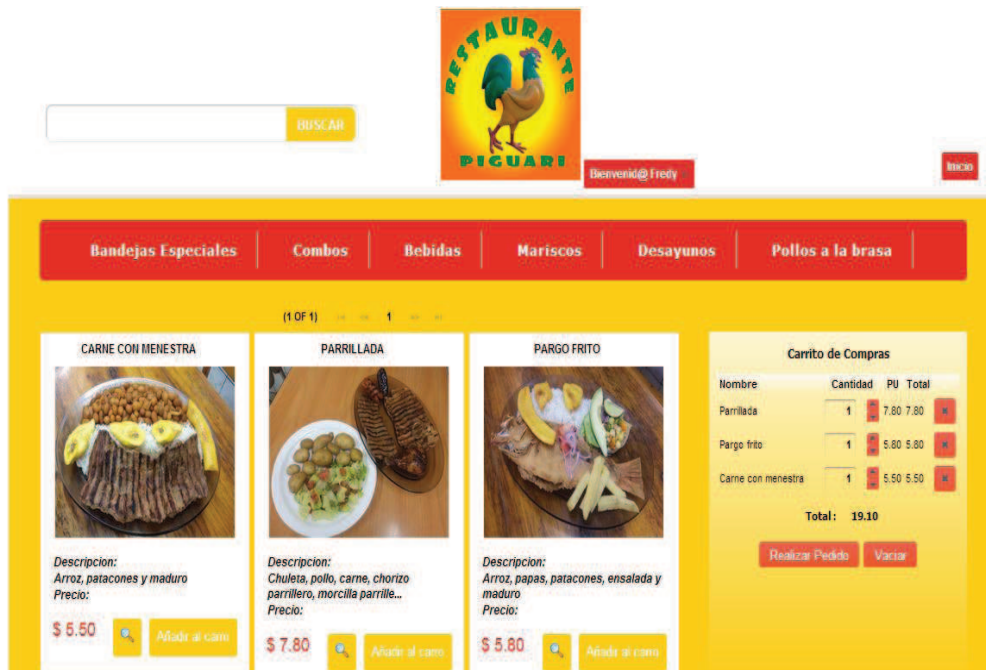 RESTAURANTE
PIGUARI
BUSCAR
Bienvenid@ Fredy
Inicio
Bandejas Especiales Combos Bebidas Mariscos Desayunos Pollos a la brasa
(1 OF 1) 1
CARNE CON MENESTRA
Descripcion:
Arroz, patacones y maduro
Precio:
$ 5.50
Añadir al carro
PARRILLADA
Descripcion:
Chuleta, pollo, carne, chorizo
parrillero, morcilla parrille...
Precio:
$ 7.80
Añadir al carro
PARGO FRITO
Descripcion:
Arroz, papas, patacones, ensalada y
maduro
Precio:
$ 5.80
Añadir al carro
Carrito de Compras
Nombre Cantidad PU Total
Parrillada 1 7.80 7.80
Pargo frito 1 5.80 5.80
Carne con menestra 1 5.50 5.50
Total: 19.10
Realizar Pedido Vaciar